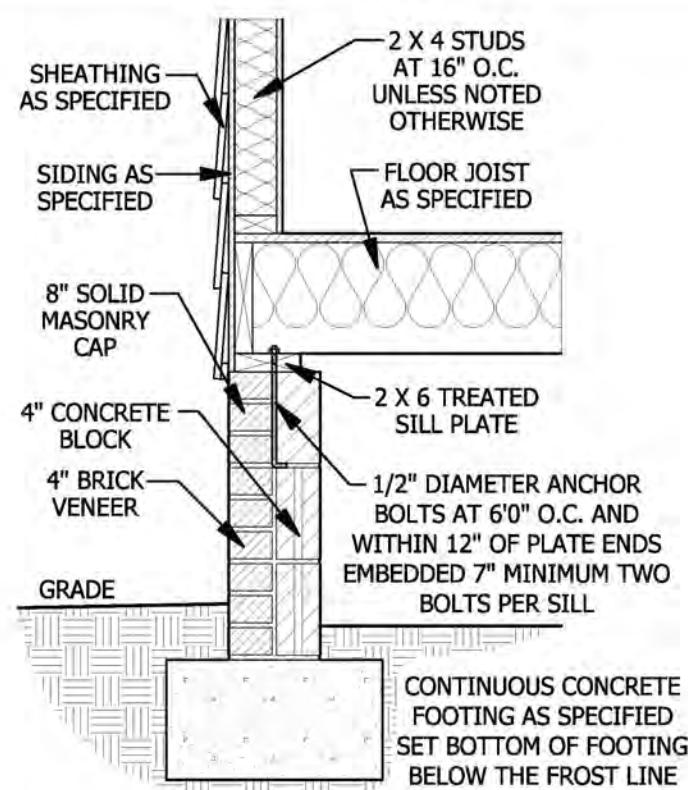 SHEATHING
AS SPECIFIED
2 X 4 STUDS
AT 16" O.C.
UNLESS NOTED
OTHERWISE
SIDING AS
SPECIFIED
FLOOR JOIST
AS SPECIFIED
8" SOLID
MASONRY
CAP
2 X 6 TREATED
SILL PLATE
4" CONCRETE
BLOCK
4" BRICK
VENEER
1/2" DIAMETER ANCHOR
BOLTS AT 6'0" O.C. AND
WITHIN 12" OF PLATE ENDS
EMBEDDED 7" MINIMUM TWO
BOLTS PER SILL
GRADE
CONTINUOUS CONCRETE
FOOTING AS SPECIFIED
SET BOTTOM OF FOOTING
BELOW THE FROST LINE